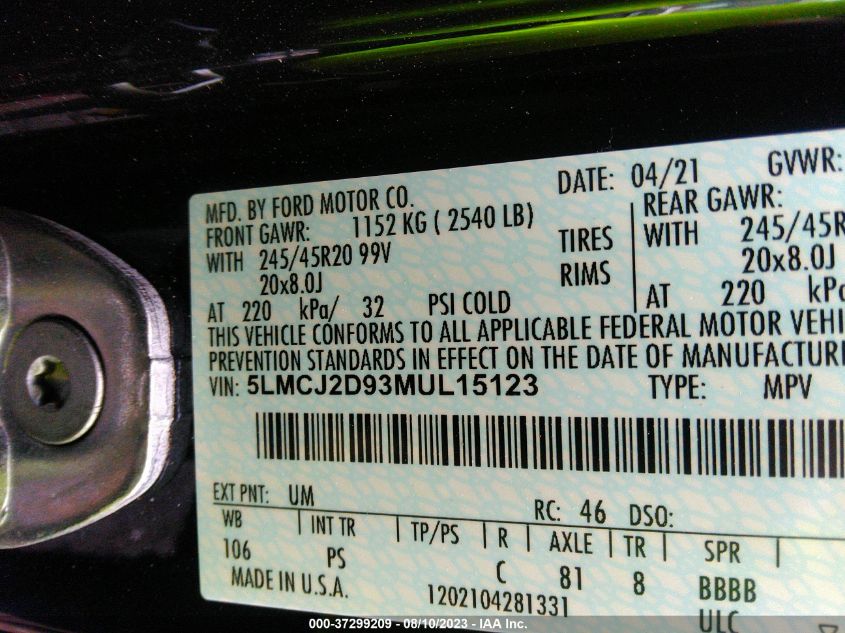 MFD. BY FORD MOTOR CO. DATE: 04/21 GVWR:
FRONT GAWR: 1152 KG ( 2540 LB) REAR GAWR:
WITH 245/45R20 99V TIRES WITH 245/45R
20x8.0J RIMS 20x8.0J
AT 220 kPa/ 32 PSI COLD AT 220 kPa
THIS VEHICLE CONFORMS TO ALL APPLICABLE FEDERAL MOTOR VEHI
PREVENTION STANDARDS IN EFFECT ON THE DATE OF MANUFACTUR
VIN: 5LMCJ2D93MUL15123 TYPE: MPV
EXT PNT: UM RC: 46 DSO:
WB INT TR TP/PS R AXLE TR SPR
106 PS C 81 8 BBBB
MADE IN U.S.A. 1202104281331 ULC
000-37299209 - 08/10/2023 - IAA Inc.